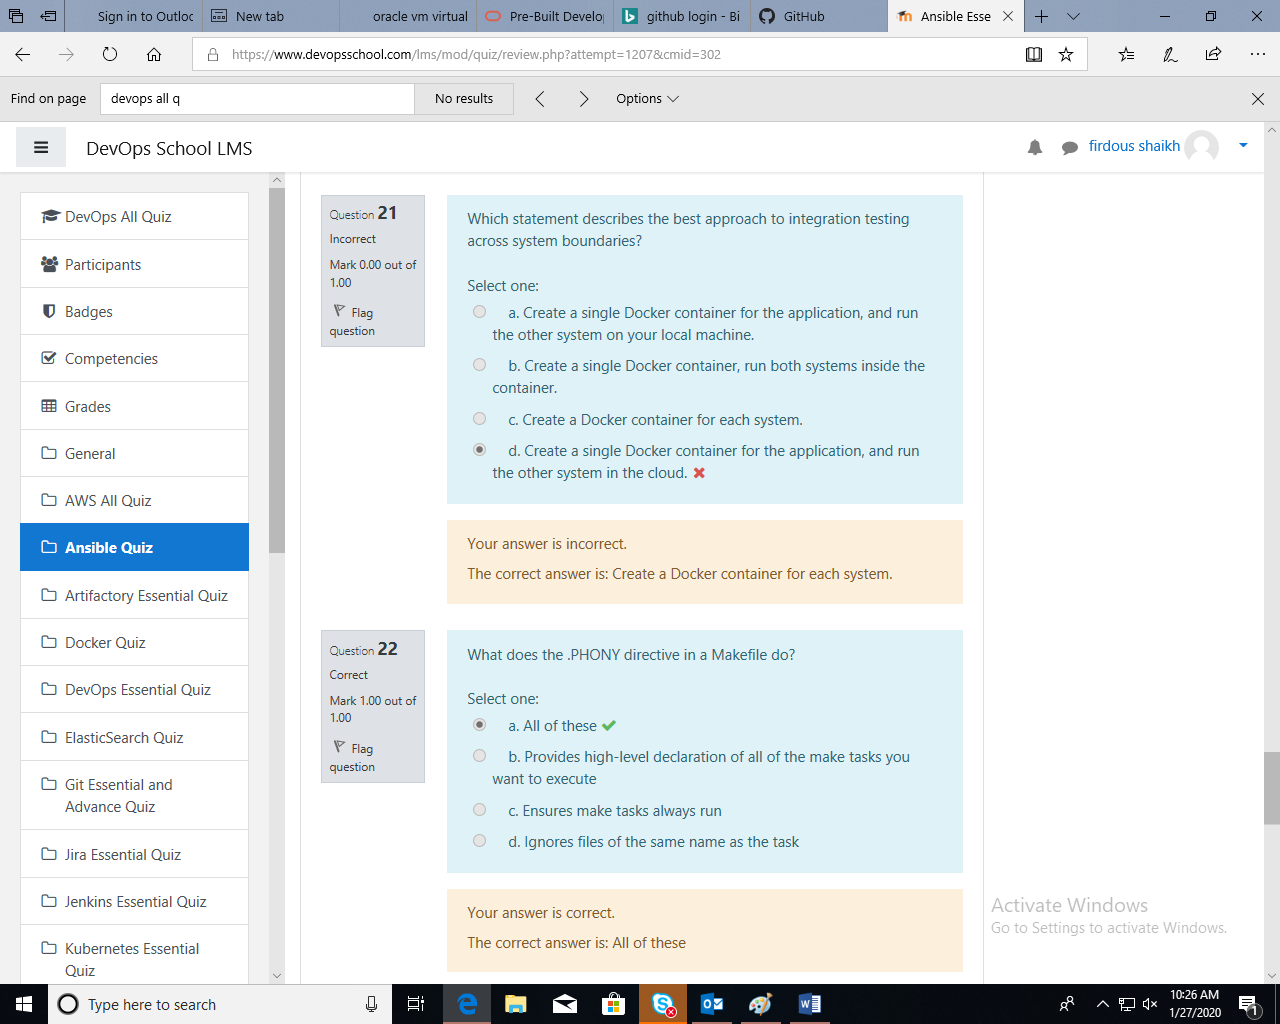 Sign in to Outloc
New tab
oracle vm virtual
Pre-Built Develo
github login - Bi
GitHub
Ansible Esse
https://www.devopsschool.com/lms/mod/quiz/review.php?attempt=1207&cmid=302
Find on page
devops all q
No results
Options
DevOps School LMS
firdous shaikh
DevOps All Quiz
Participants
Badges
Competencies
Grades
General
AWS All Quiz
Ansible Quiz
Artifactory Essential Quiz
Docker Quiz
DevOps Essential Quiz
ElasticSearch Quiz
Git Essential and
Advance Quiz
Jira Essential Quiz
Jenkins Essential Quiz
Kubernetes Essential
Quiz
Question 21
Incorrect
Mark 0.00 out of
1.00
Flag
question
Which statement describes the best approach to integration testing
across system boundaries?
Select one:
a. Create a single Docker container for the application, and run
the other system on your local machine.
b. Create a single Docker container, run both systems inside the
container.
c. Create a Docker container for each system.
d. Create a single Docker container for the application, and run
the other system in the cloud.
Your answer is incorrect.
The correct answer is: Create a Docker container for each system.
Question 22
Correct
Mark 1.00 out of
1.00
Flag
question
What does the .PHONY directive in a Makefile do?
Select one:
a. All of these
b. Provides high-level declaration of all of the make tasks you
want to execute
c. Ensures make tasks always run
d. Ignores files of the same name as the task
Your answer is correct.
The correct answer is: All of these
Activate Windows
Go to Settings to activate Windows.
Type here to search
10:26 AM
1/27/2020
1